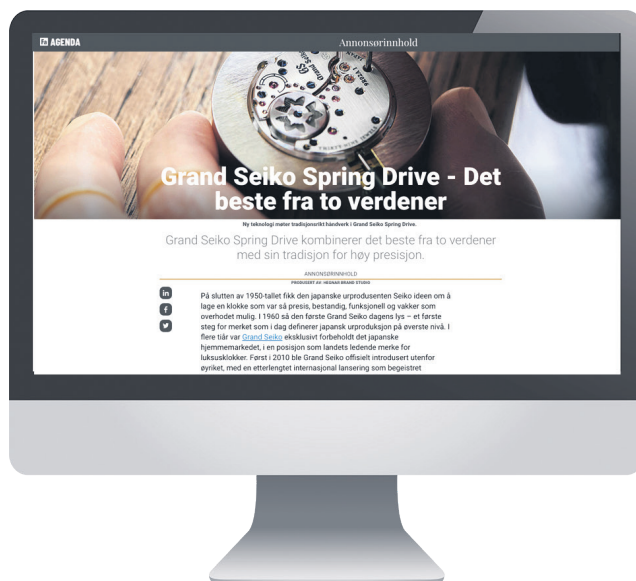 fa AGENDA
Annonsørinnhold
Grand Seiko Spring Drive - Det
beste fra to verdener
Ny teknologi møter tradisjonsrikt håndverk i Grand Seiko Spring Drive.
Grand Seiko Spring Drive kombinerer det beste fra to verdener
med sin tradisjon for høy presisjon.
ANNONSØRINNHOLD
PRODUSERT AV: HEGNAR BRAND STUDIO
in
f
På slutten av 1950-tallet fikk den japanske urprodusenten Seiko ideen om å
lage en klokke som var så presis, bestandig, funksjonell og vakker som
overhodet mulig. I 1960 så den første Grand Seiko dagens lys – et første
steg for merket som i dag definerer japansk urproduksjon på øverste nivå. I
flere tiår var Grand Seiko eksklusivt forbeholdt det japanske
hjemmemarkedet, i en posisjon som landets ledende merke for
luksusklokker. Først i 2010 ble Grand Seiko offisielt introdusert utenfor
øyriket, med en etterlengtet internasjonal lansering som begeistret